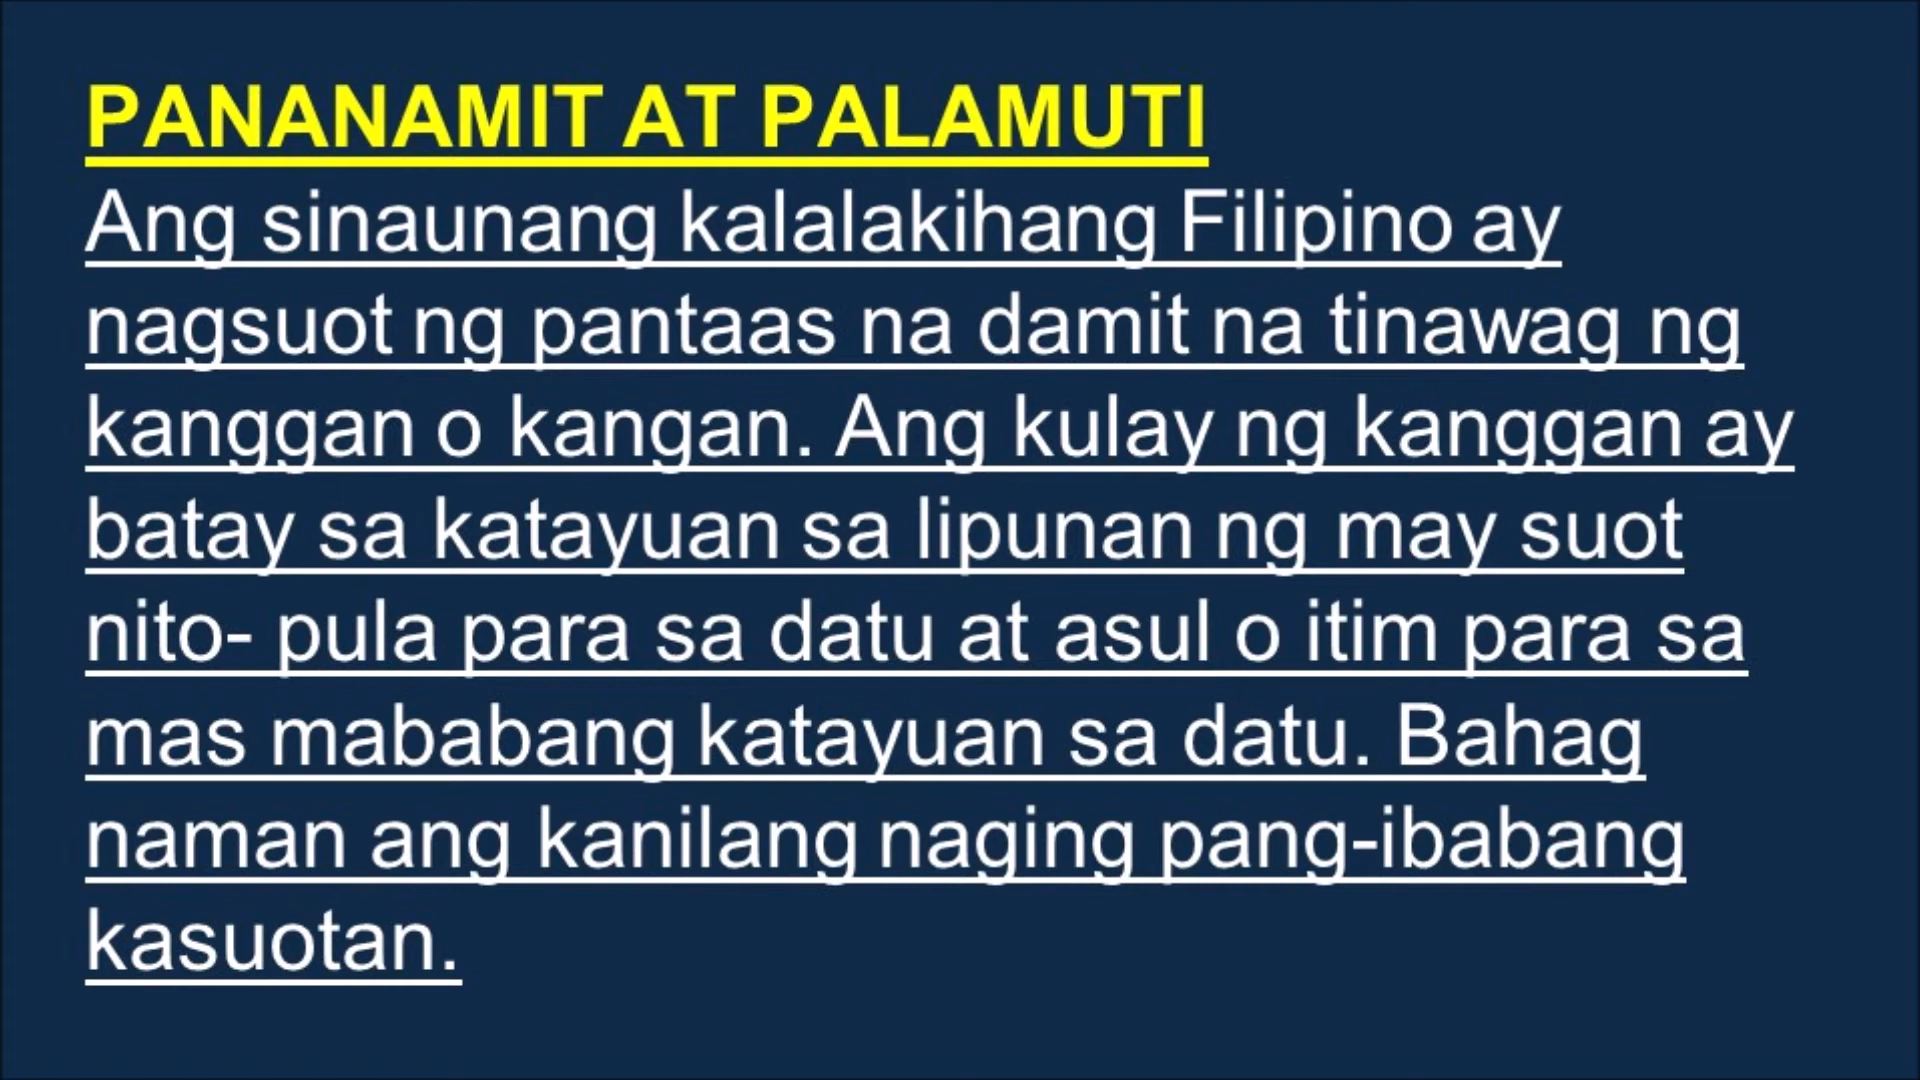 PANANAMIT AT PALAMUTI
Ang sinaunang kalalakihang Filipino ay
nagsuot ng pantaas na damit na tinawag ng
kanggan o kangan. Ang kulay ng kanggan ay
batay sa katayuan sa lipunan ng may suot
nito- pula para sa datu at asul o itim para sa
mas mababang katayuan sa datu. Bahag
naman ang kanilang naging pang-ibabang
kasuotan.